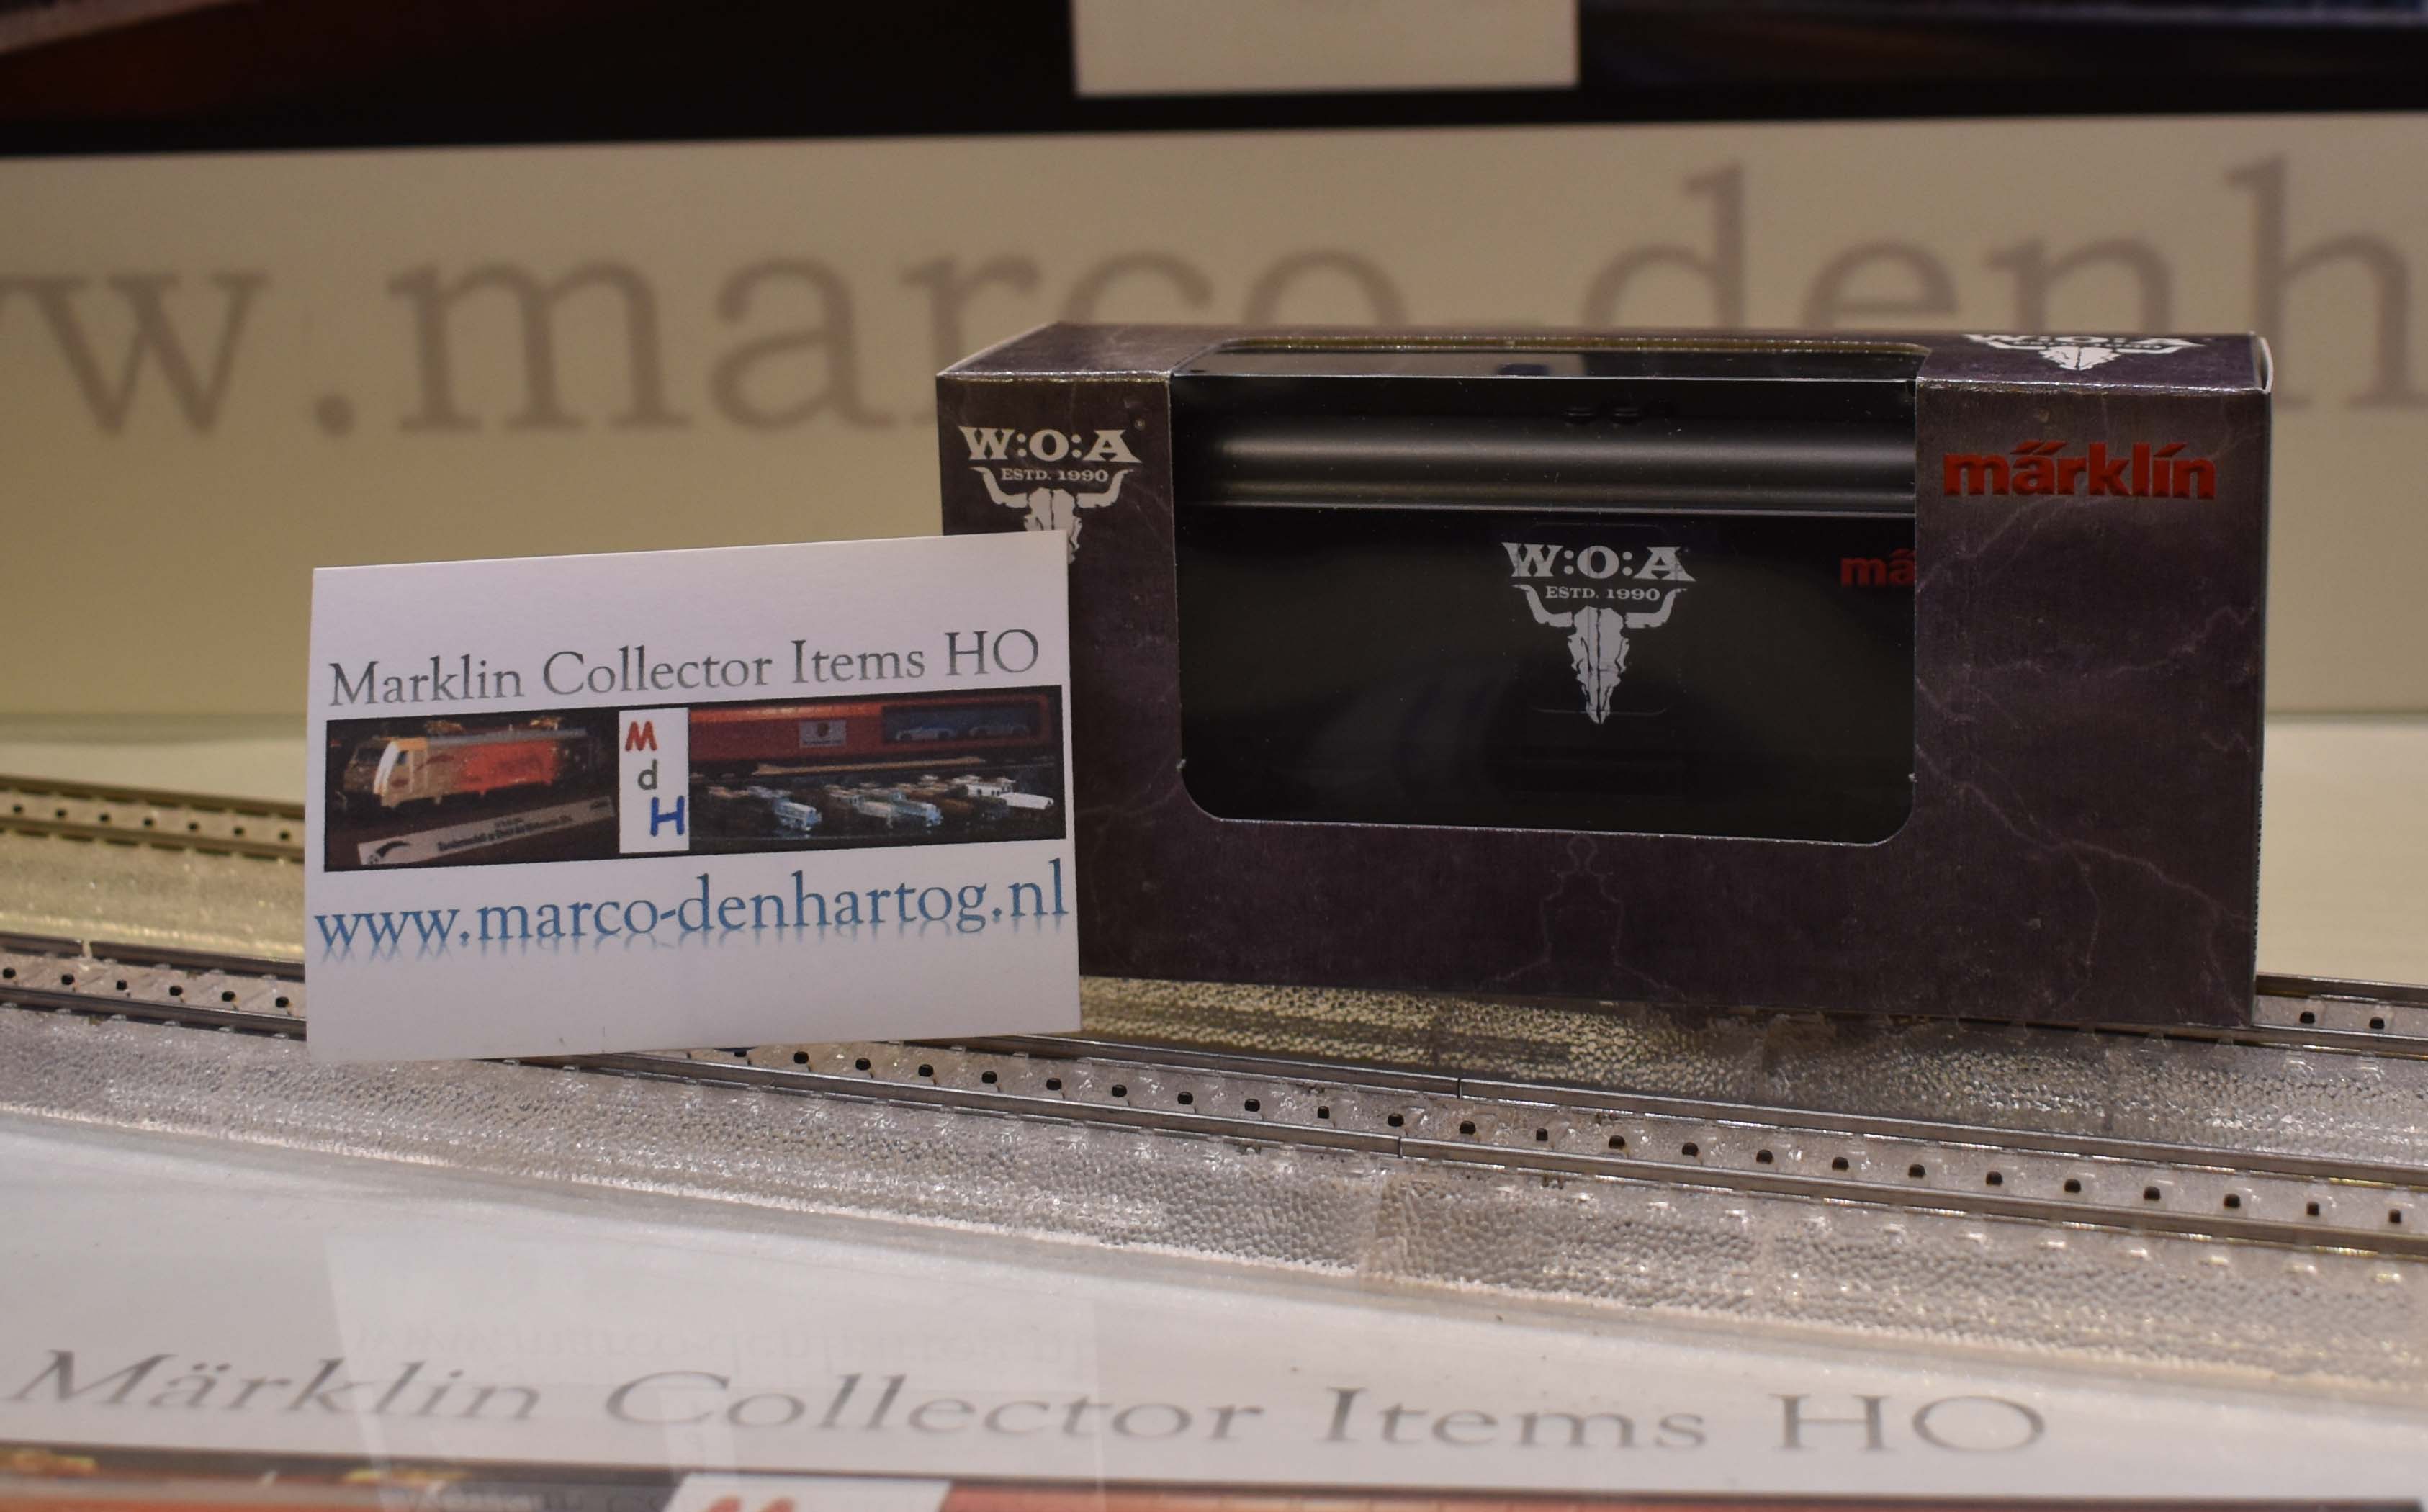 w.marco-denh
W:O:A
W:O:A
ESTD. 1990
märklin
W:O:A
ESTD. 1990
mä
Marklin Collector Items HO
M
d
H
www.marco-denhartog.nl
Märklin Collector Items HO